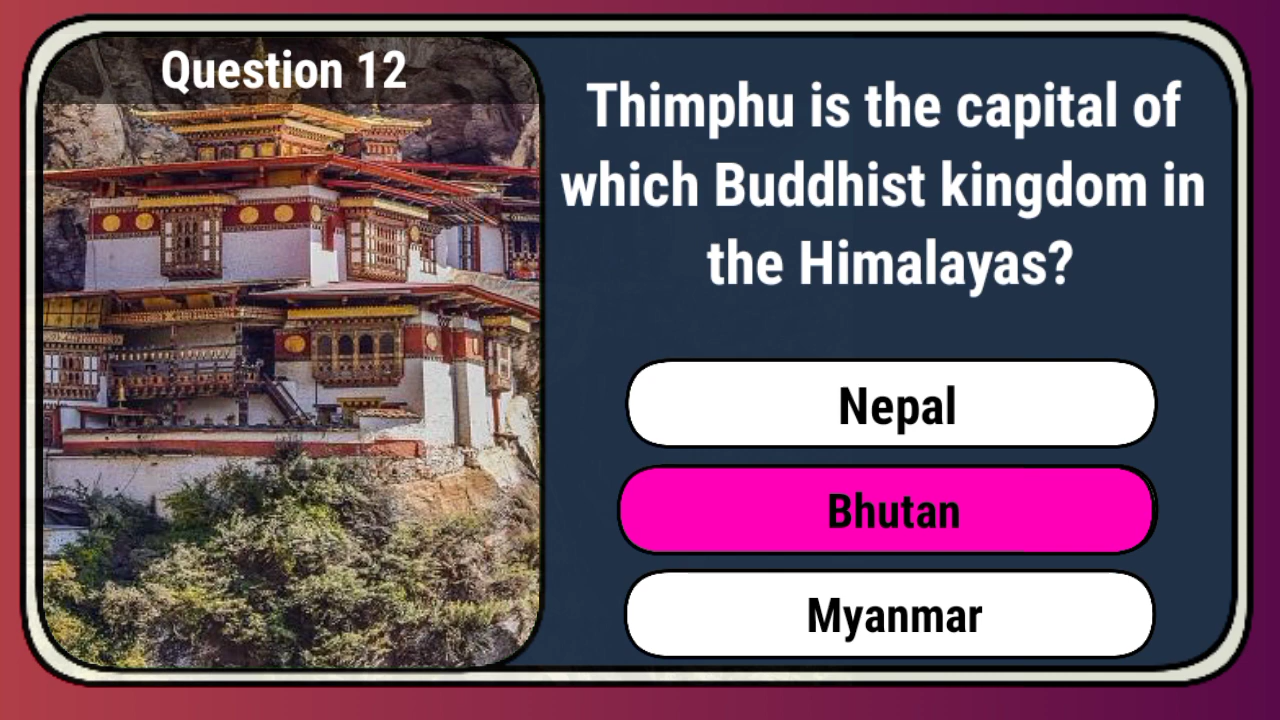 Question 12
Thimphu is the capital of
which Buddhist kingdom in
the Himalayas?
Nepal
Bhutan
Myanmar